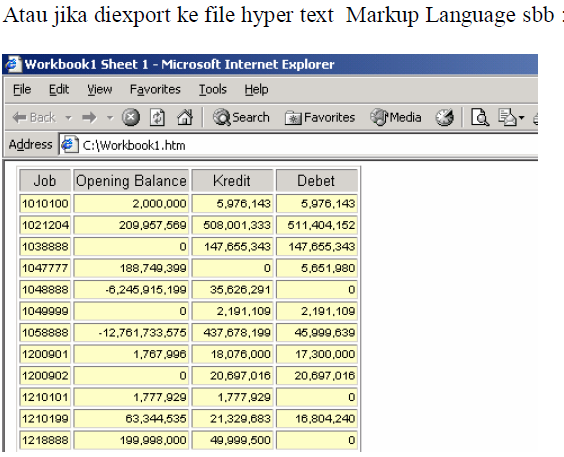 Atau jika diexport ke file hyper text Markup Language sbb :
Workbook1 Sheet 1 - Microsoft Internet Explorer
File Edit View Favorites Tools Help
Back Search Favorites Media
Address C:\Workbook1.htm
Job Opening Balance Kredit Debet
1010100 2,000,000 5,976,143 5,976,143
1021204 209,957,569 508,001,333 511,404,152
1038888 0 147,655,343 147,655,343
1047777 188,749,399 0 5,651,980
1048888 -6,245,915,199 35,626,291 0
1049999 0 2,191,109 2,191,109
1058888 -12,761,733,575 437,678,199 45,999,639
1200901 1,767,996 18,076,000 17,300,000
1200902 0 20,697,016 20,697,016
1210101 1,777,929 1,777,929 0
1210199 63,344,535 21,329,683 16,804,240
1218888 199,998,000 49,999,500 0